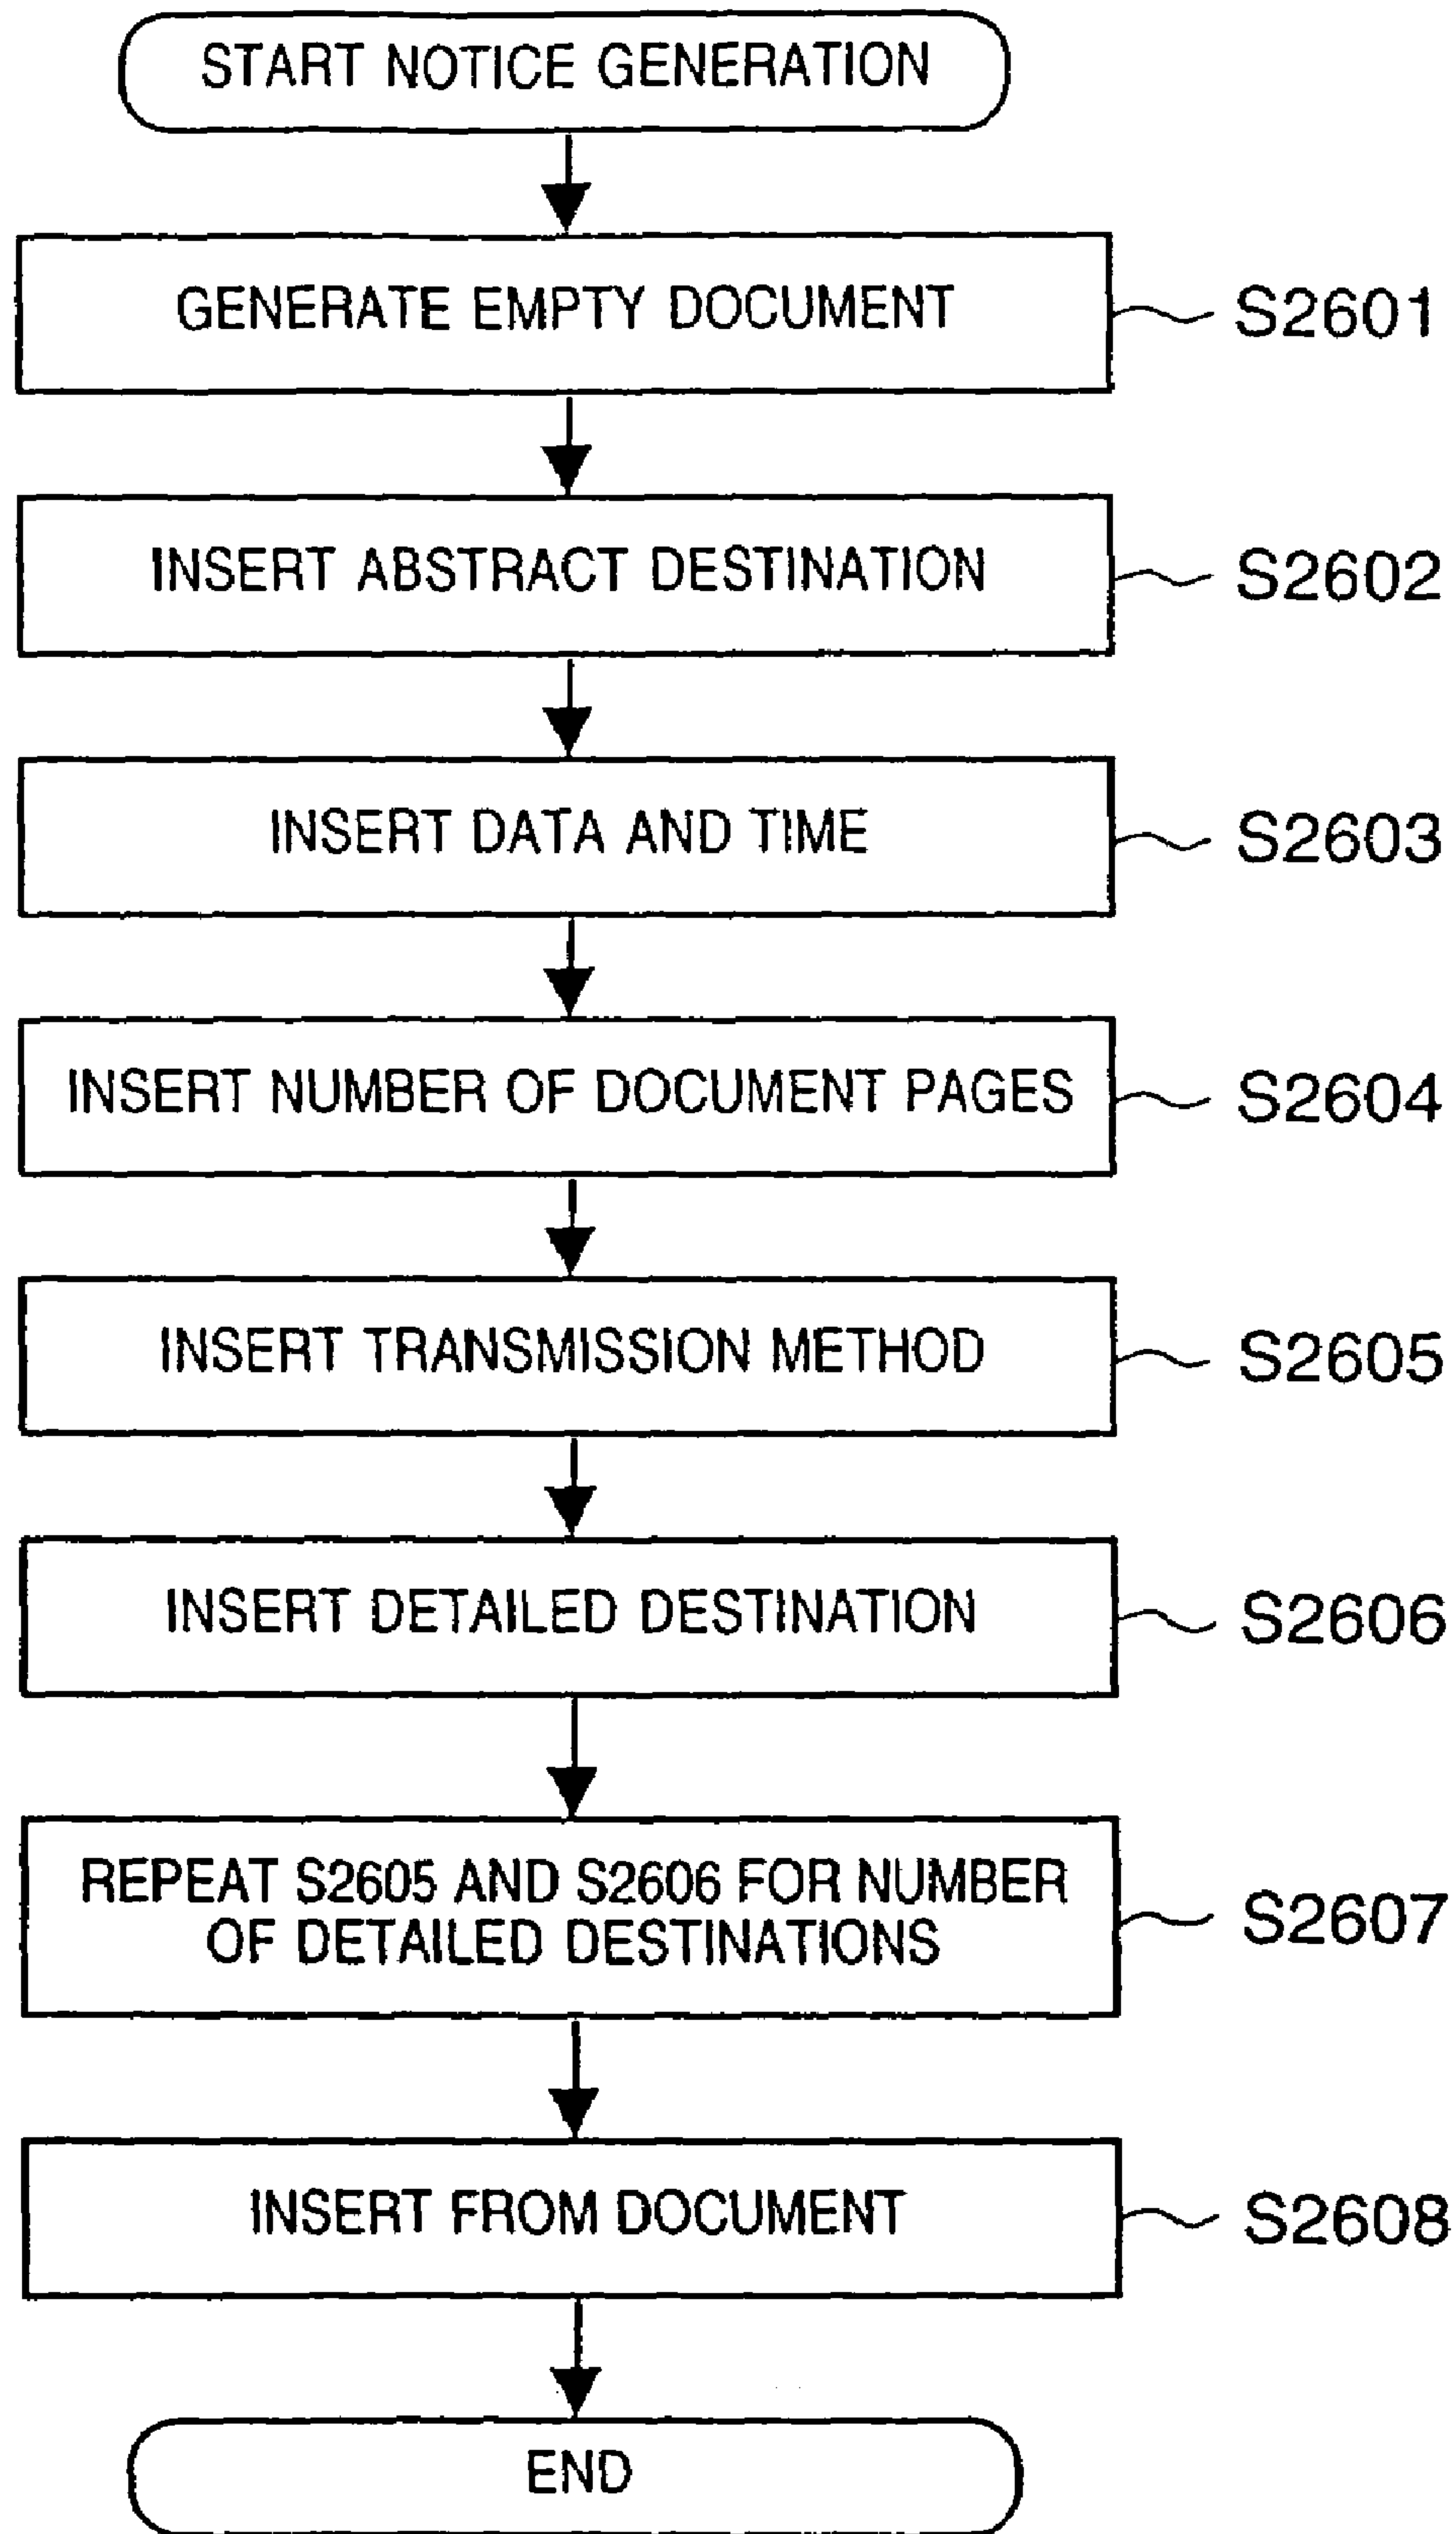 START NOTICE GENERATION
GENERATE EMPTY DOCUMENT
S2601
INSERT ABSTRACT DESTINATION
S2602
INSERT DATA AND TIME
S2603
INSERT NUMBER OF DOCUMENT PAGES
S2604
INSERT TRANSMISSION METHOD
S2605
INSERT DETAILED DESTINATION
S2606
REPEAT S2605 AND S2606 FOR NUMBER
OF DETAILED DESTINATIONS
S2607
INSERT FROM DOCUMENT
S2608
END